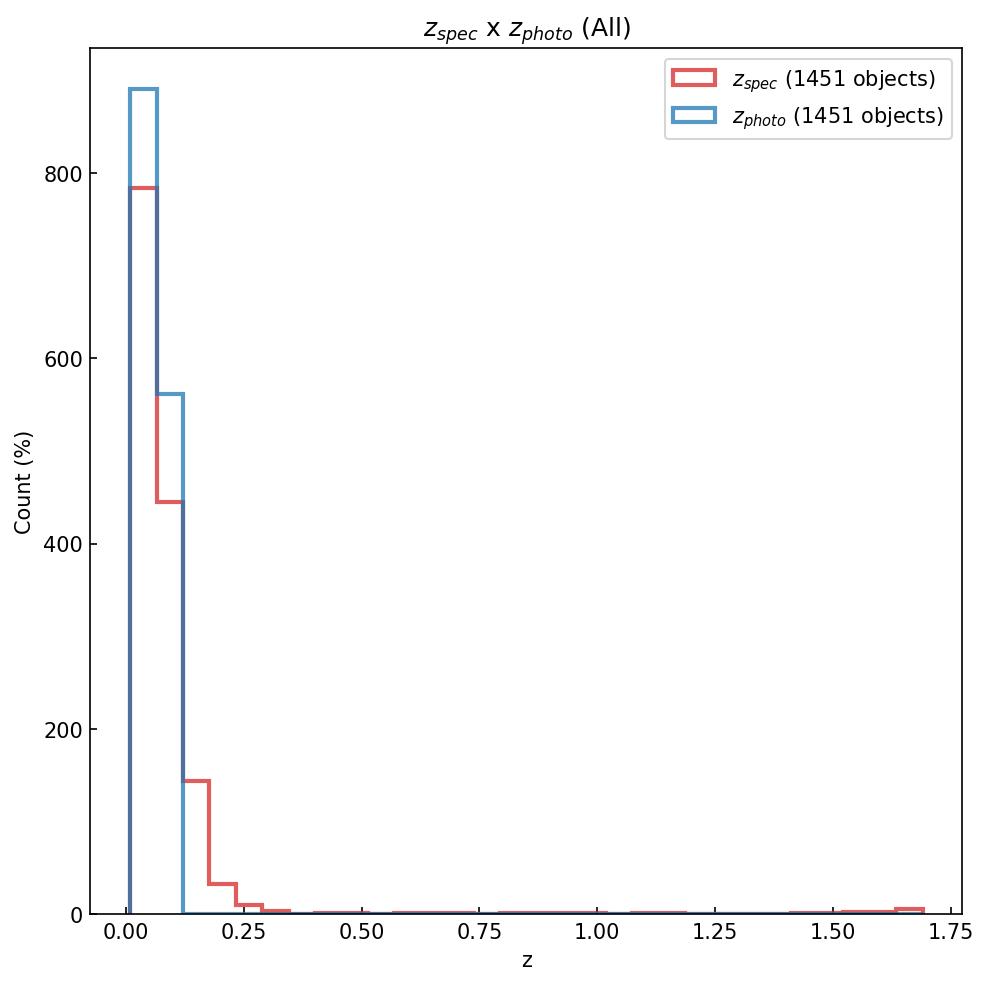 z_spec x z_photo (All)
z_spec (1451 objects)
z_photo (1451 objects)
Count (%)
800
600
400
200
0
0.00 0.25 0.50 0.75 1.00 1.25 1.50 1.75
z